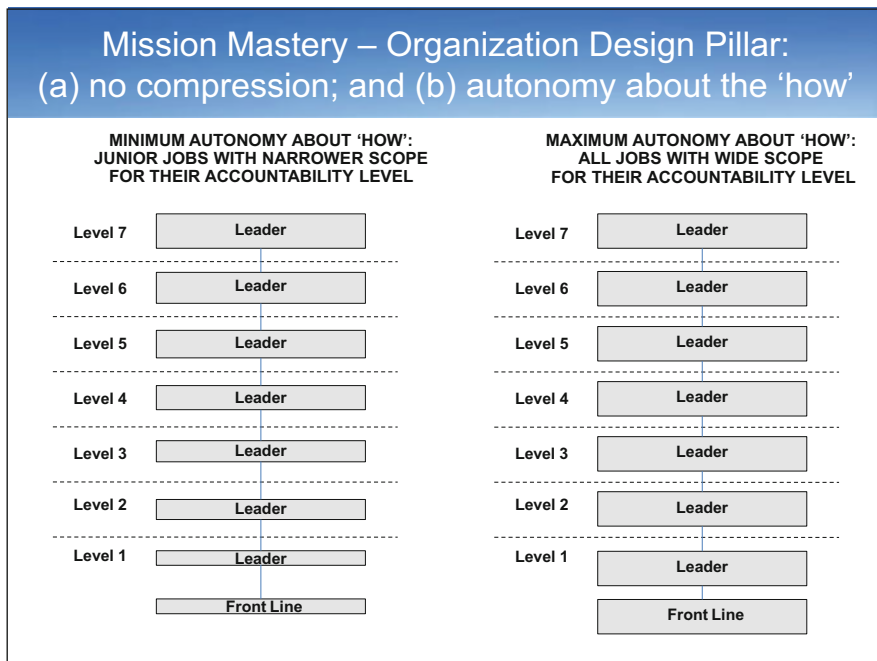 Mission Mastery – Organization Design Pillar:
(a) no compression; and (b) autonomy about the ‘how’
MINIMUM AUTONOMY ABOUT ‘HOW’:
JUNIOR JOBS WITH NARROWER SCOPE
FOR THEIR ACCOUNTABILITY LEVEL
Level 7 Leader
Level 6 Leader
Level 5 Leader
Level 4 Leader
Level 3 Leader
Level 2 Leader
Level 1 Leader
Front Line
MAXIMUM AUTONOMY ABOUT ‘HOW’:
ALL JOBS WITH WIDE SCOPE
FOR THEIR ACCOUNTABILITY LEVEL
Level 7 Leader
Level 6 Leader
Level 5 Leader
Level 4 Leader
Level 3 Leader
Level 2 Leader
Level 1 Leader
Front Line